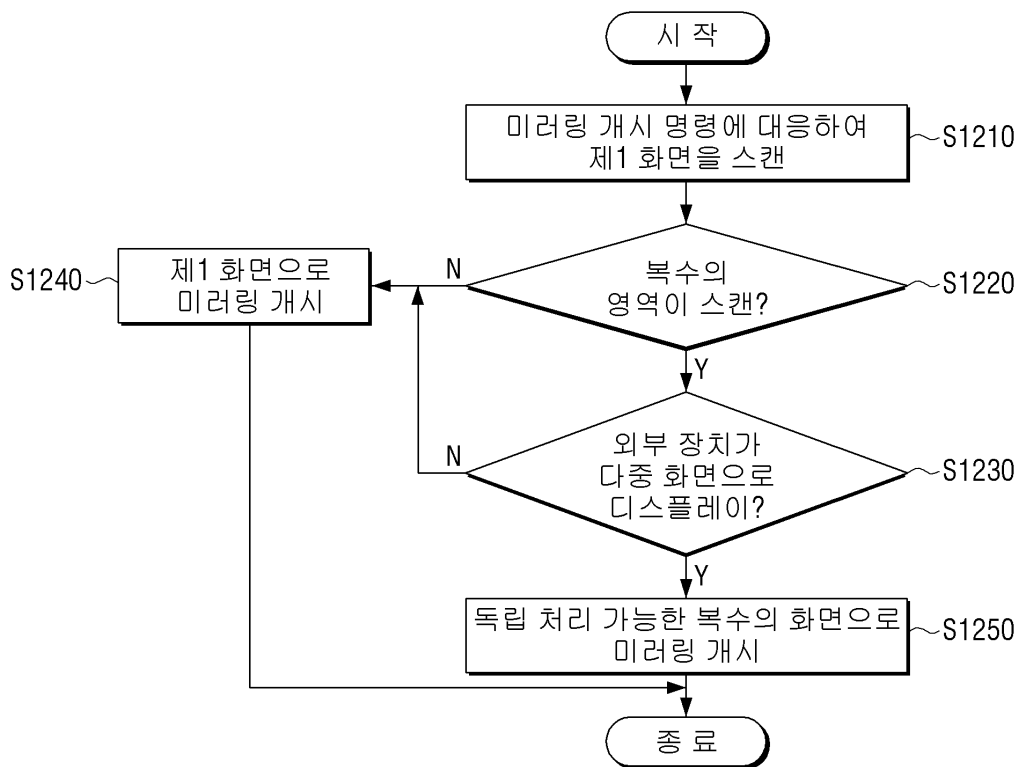 시 작
미러링 개시 명령에 대응하여
제1 화면을 스캔
S1210
복수의
영역이 스캔?
S1220
N
제1 화면으로
미러링 개시
S1240
Y
외부 장치가
다중 화면으로
디스플레이?
S1230
N
Y
독립 처리 가능한 복수의 화면으로
미러링 개시
S1250
종 료